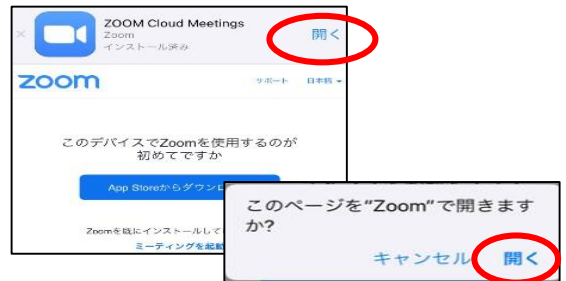 ZOOM Cloud Meetings
Zoom
インストール済み
開く
zoom
サポート 日本語
このデバイスでZoomを使用するのが
初めてですか
App Storeからダウン
Zoomを既にインストールして
ミーティングを起動
このページを"Zoom"で開きます
か?
キャンセル 開く